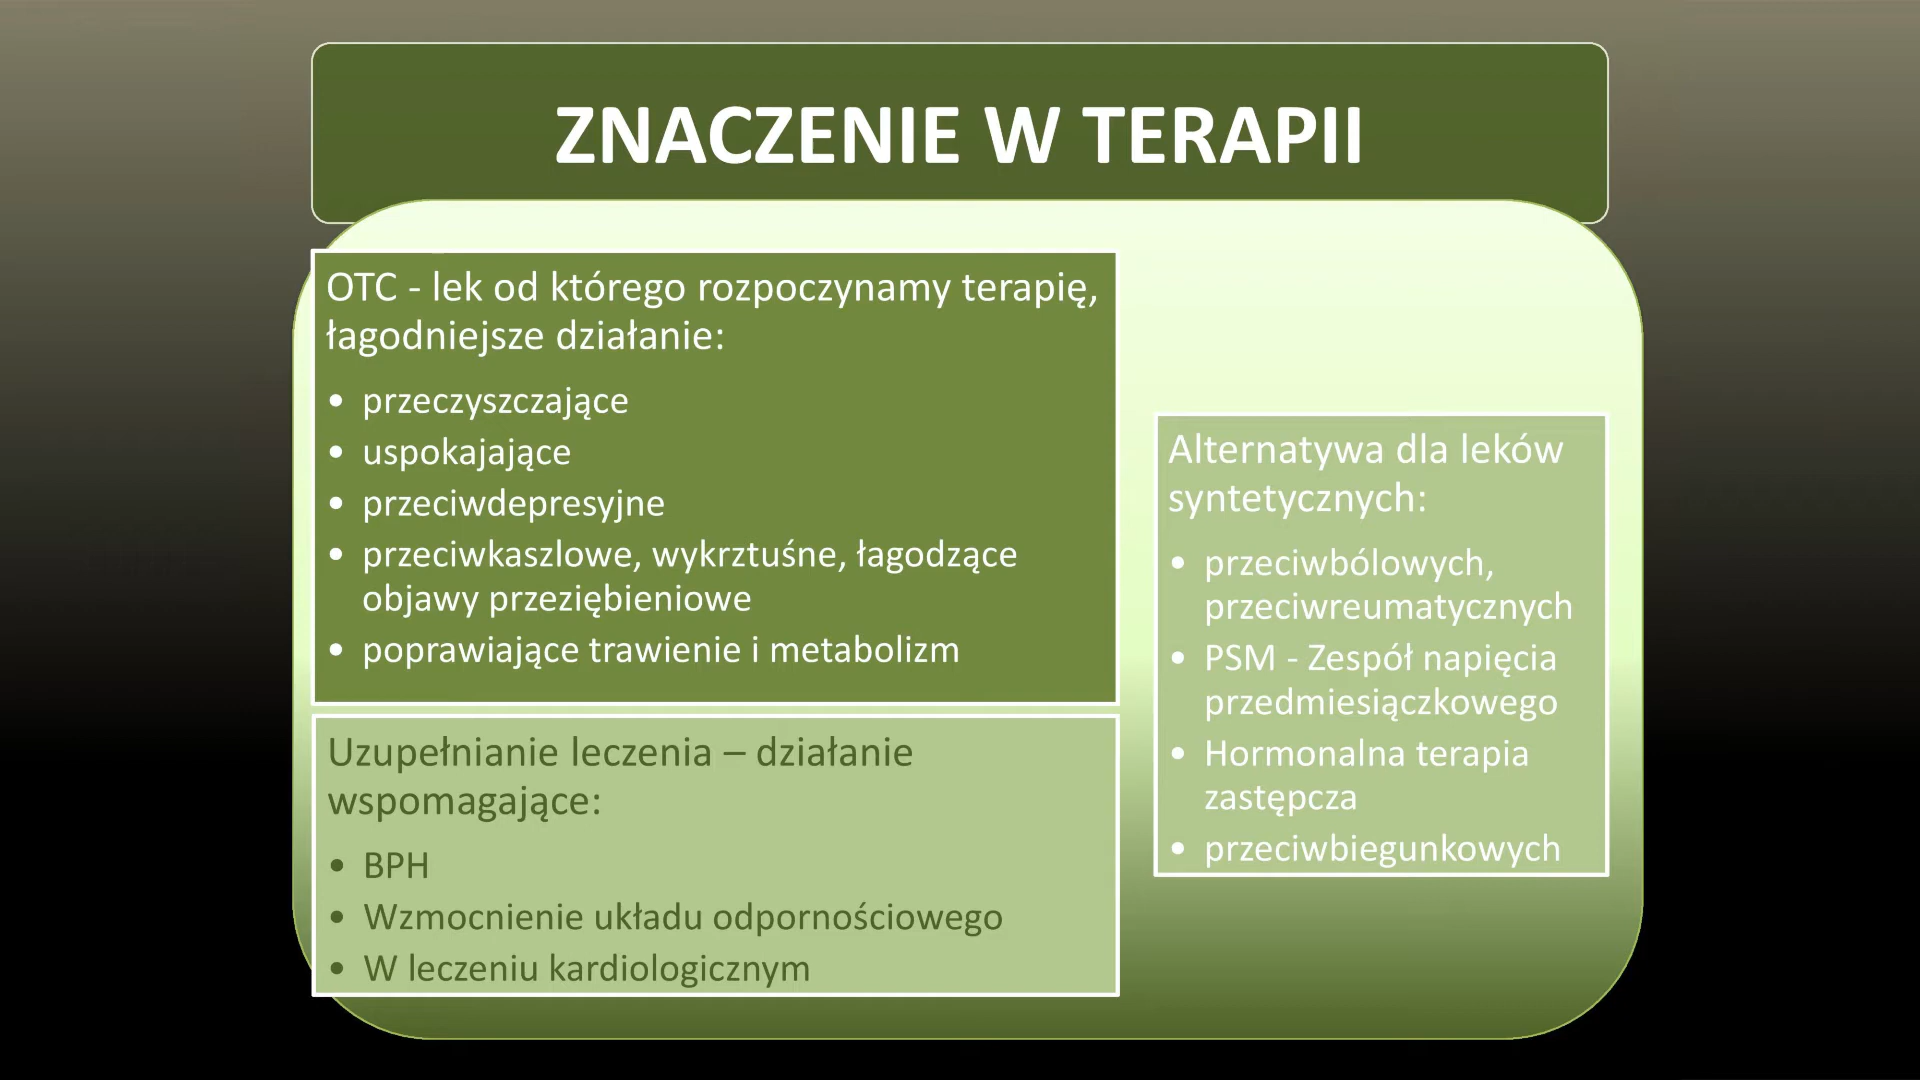 ZNACZENIE W TERAPII
OTC - lek od którego rozpoczynamy terapię,
łagodniejsze działanie:
• przeczyszczające
• uspokajające
• przeciwdepresyjne
• przeciwkaszlowe, wykrztuśne, łagodzące
objawy przeziębieniowe
• poprawiające trawienie i metabolizm
Uzupełnianie leczenia – działanie
wspomagające:
• BPH
• Wzmocnienie układu odpornościowego
• W leczeniu kardiologicznym
Alternatywa dla leków
syntetycznych:
• przeciwbólowych,
przeciwreumatycznych
• PSM - Zespół napięcia
przedmiesiączkowego
• Hormonalna terapia
zastępcza
• przeciwbiegunkowych